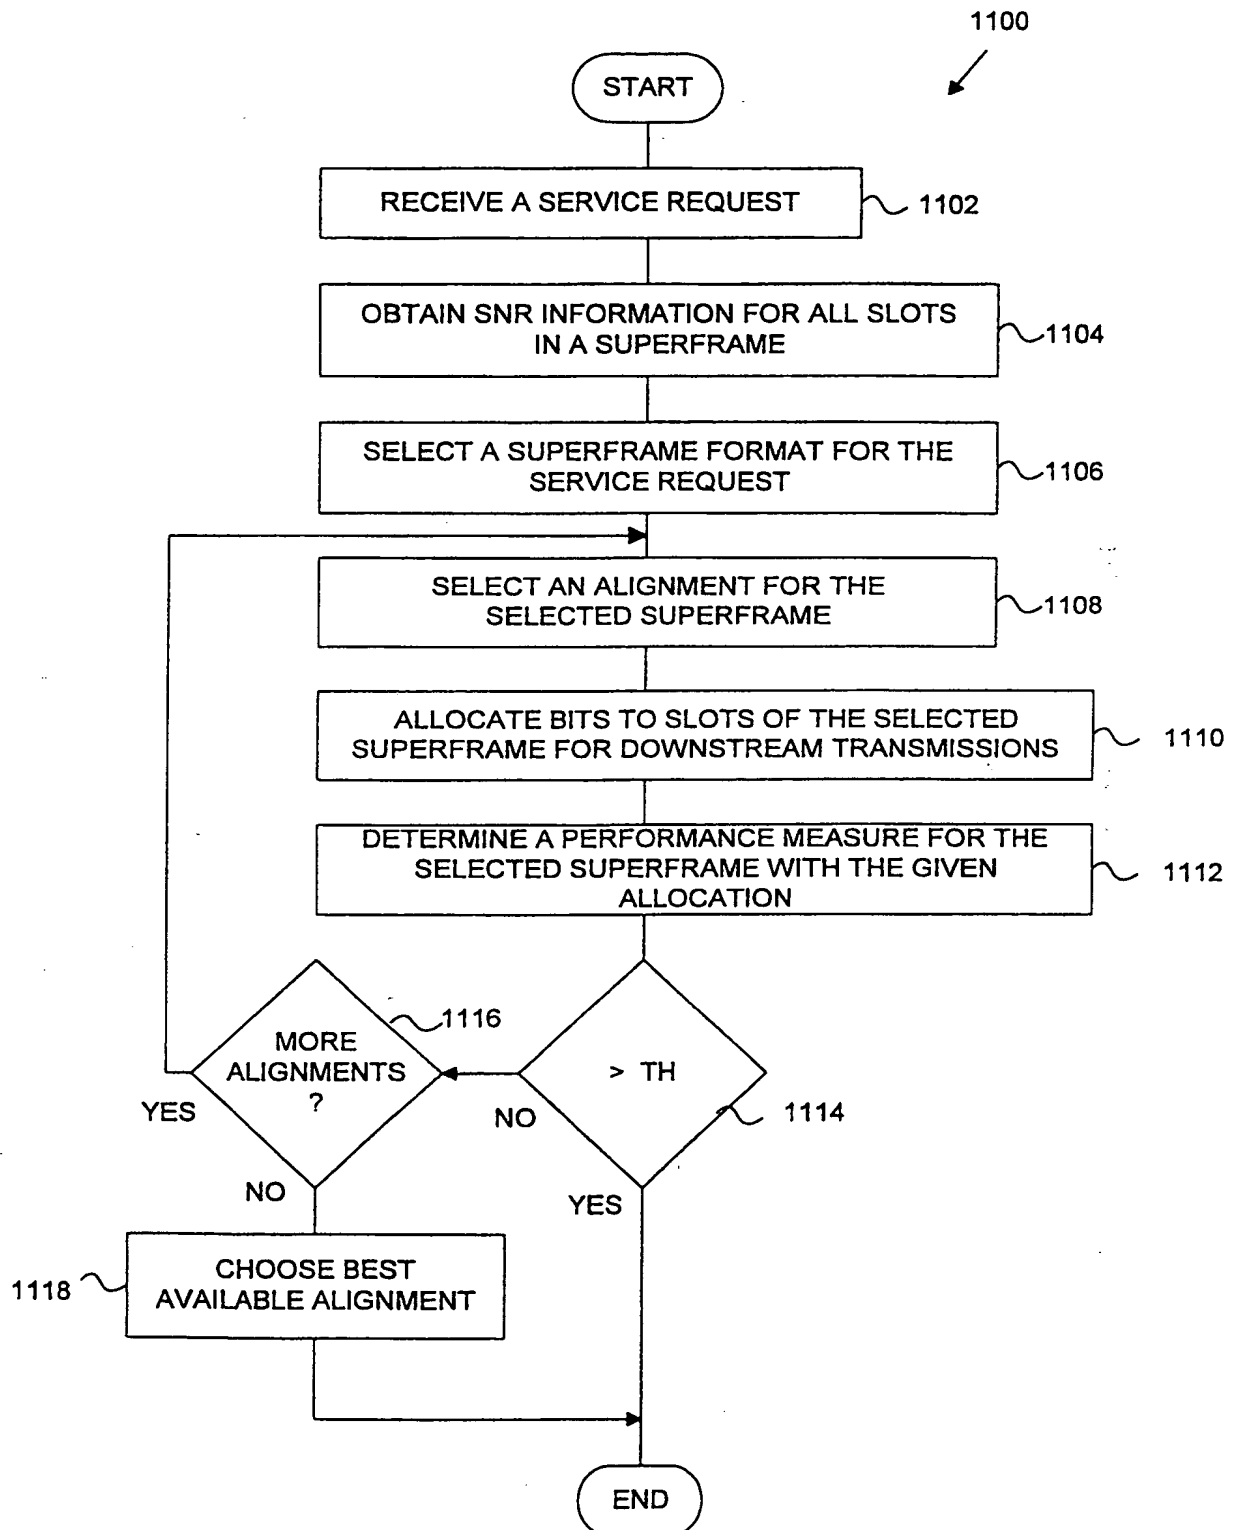 1100
START
RECEIVE A SERVICE REQUEST
1102
OBTAIN SNR INFORMATION FOR ALL SLOTS
IN A SUPERFRAME
1104
SELECT A SUPERFRAME FORMAT FOR THE
SERVICE REQUEST
1106
SELECT AN ALIGNMENT FOR THE
SELECTED SUPERFRAME
1108
ALLOCATE BITS TO SLOTS OF THE SELECTED
SUPERFRAME FOR DOWNSTREAM TRANSMISSIONS
1110
DETERMINE A PERFORMANCE MEASURE FOR THE
SELECTED SUPERFRAME WITH THE GIVEN
ALLOCATION
1112
> TH
1114
NO
YES
MORE
ALIGNMENTS
?
1116
YES
NO
CHOOSE BEST
AVAILABLE ALIGNMENT
1118
END